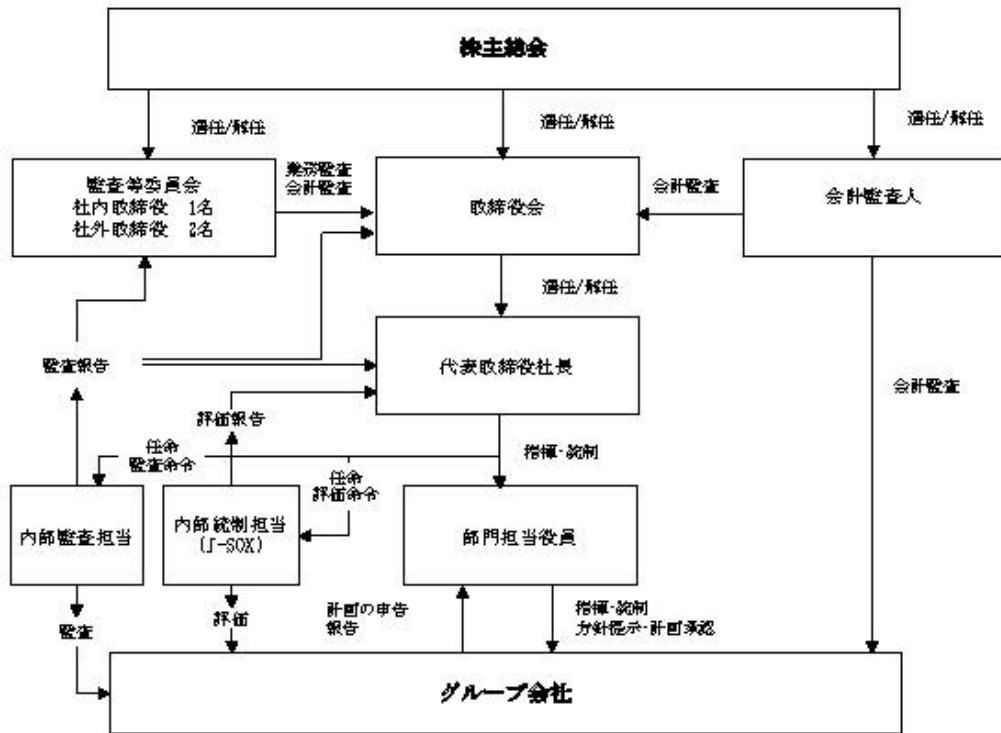 株主総会
選任/解任
選任/解任
選任/解任
監査等委員会
社内取締役 1名
社外取締役 2名
業務監査
会計監査
取締役会
会計監査
会計監査人
選任/解任
監査報告
代表取締役社長
会計監査
評価報告
任命
監査命令
任命
評価命令
指揮・統制
内部監査担当
内部統制担当
(J-SOX)
部門担当役員
監査
評価
計画の申告
報告
指揮・統制
方針提示・計画承認
グループ会社